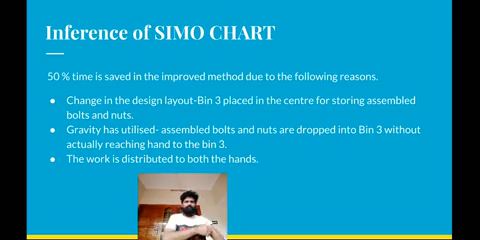 Inference of SIMO CHART
50 % time is saved in the improved method due to the following reasons.
● Change in the design layout-Bin 3 placed in the centre for storing assembled
bolts and nuts.
● Gravity has utilised- assembled bolts and nuts are dropped into Bin 3 without
actually reaching hand to the bin 3.
● The work is distributed to both the hands.